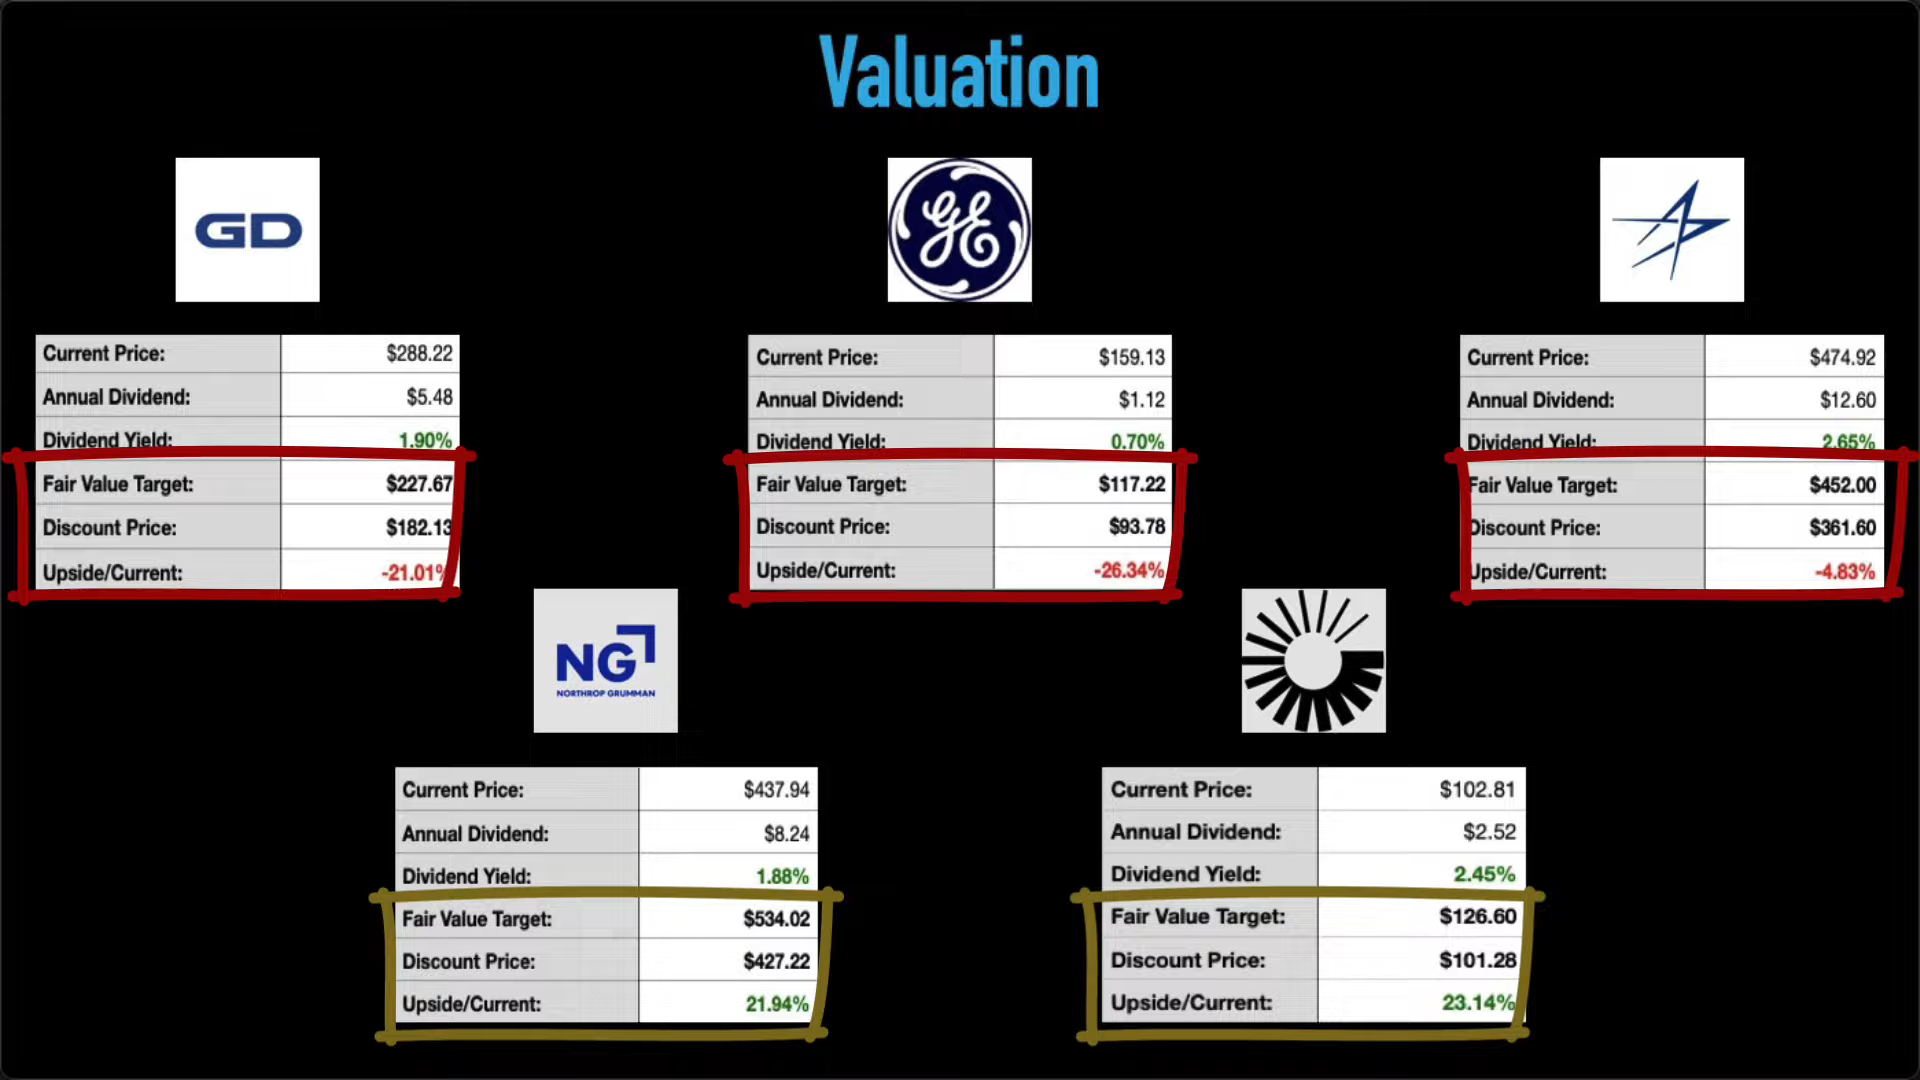 Valuation
GD
GE
Current Price: $288.22
Annual Dividend: $5.48
Dividend Yield: 1.90%
Fair Value Target: $227.67
Discount Price: $182.13
Upside/Current: -21.01%
Current Price: $159.13
Annual Dividend: $1.12
Dividend Yield: 0.70%
Fair Value Target: $117.22
Discount Price: $93.78
Upside/Current: -26.34%
Current Price: $474.92
Annual Dividend: $12.60
Dividend Yield: 2.65%
Fair Value Target: $452.00
Discount Price: $361.60
Upside/Current: -4.83%
NG
NORTHROP GRUMMAN
Current Price: $437.94
Annual Dividend: $8.24
Dividend Yield: 1.88%
Fair Value Target: $534.02
Discount Price: $427.22
Upside/Current: 21.94%
Current Price: $102.81
Annual Dividend: $2.52
Dividend Yield: 2.45%
Fair Value Target: $126.60
Discount Price: $101.28
Upside/Current: 23.14%